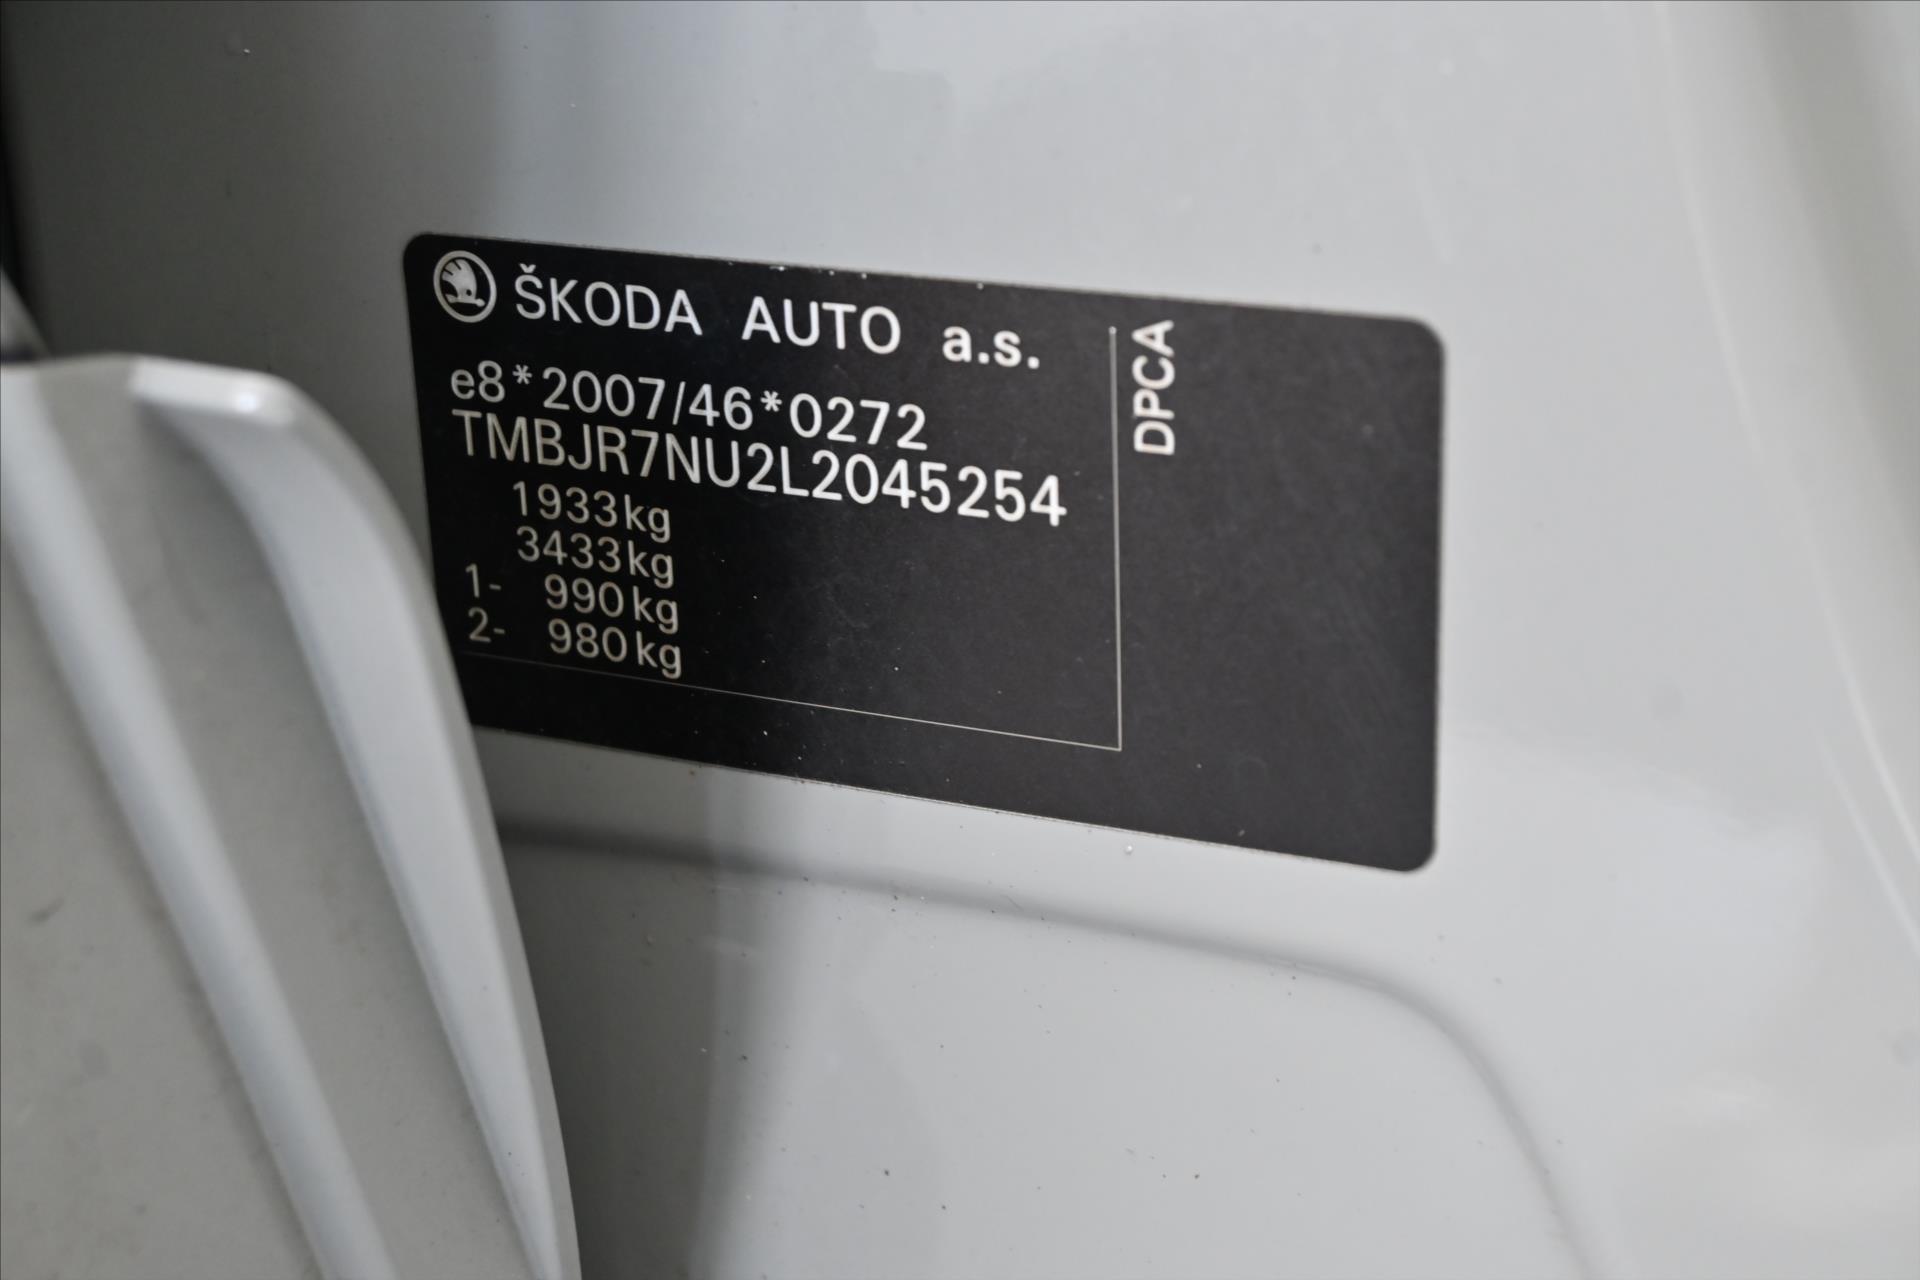 ŠKODA AUTO a.s.
e8*2007/46*0272
TMBJR7NU2L2045254
1933kg
3433kg
1- 990kg
2- 980kg
DPCA